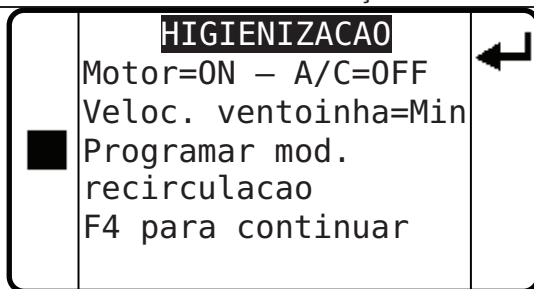 HIGIENIZACAO
Motor=ON – A/C=OFF
Veloc. ventoinha=Min
Programar mod.
recirculacao
F4 para continuar